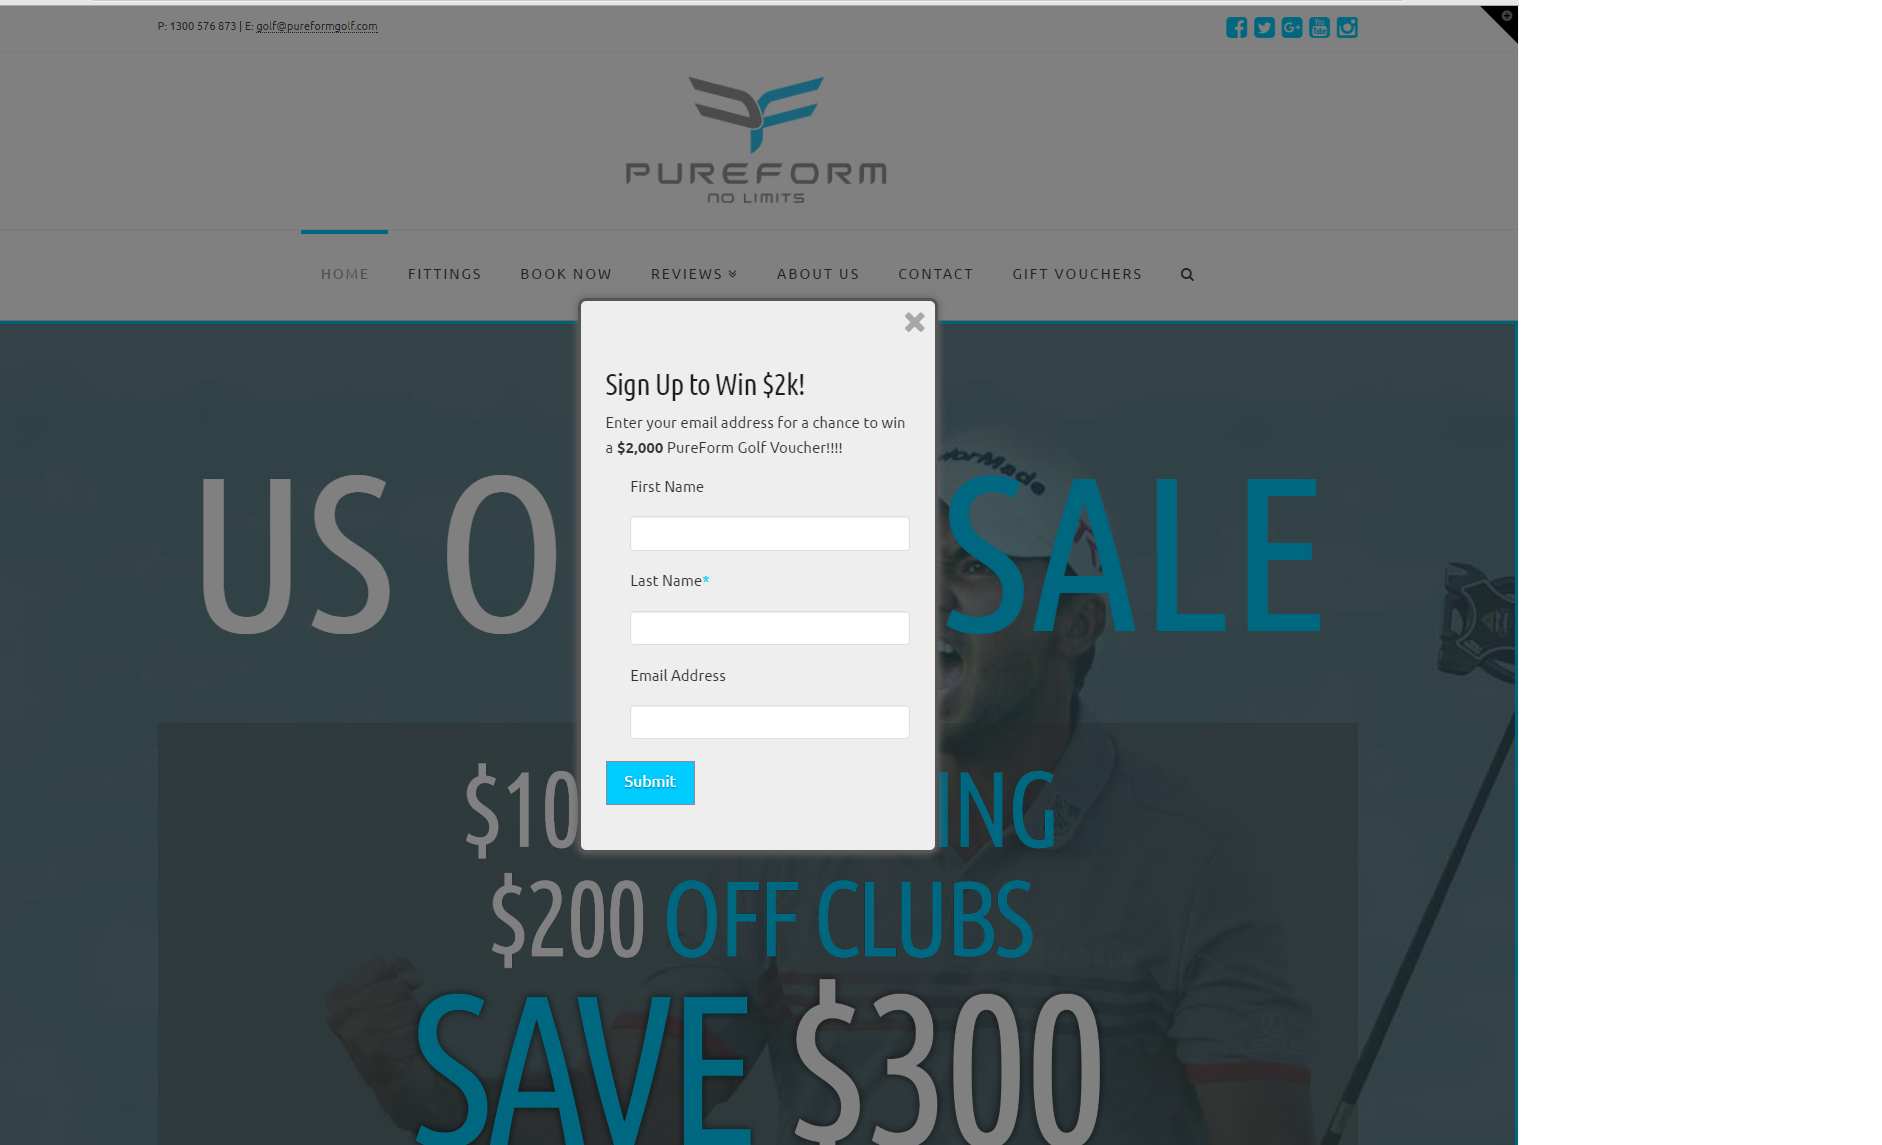 P: 1300 576 873 | E: golf@pureformgolf.com
PUREFORM
NO LIMITS
HOME FITTINGS BOOK NOW REVIEWS ABOUT US CONTACT GIFT VOUCHERS
Sign Up to Win $2k!
Enter your email address for a chance to win
a $2,000 PureForm Golf Voucher!!!!
First Name
Last Name*
Email Address
Submit
US O SALE
$10 ING
$200 OFF CLUBS
SAVE $300